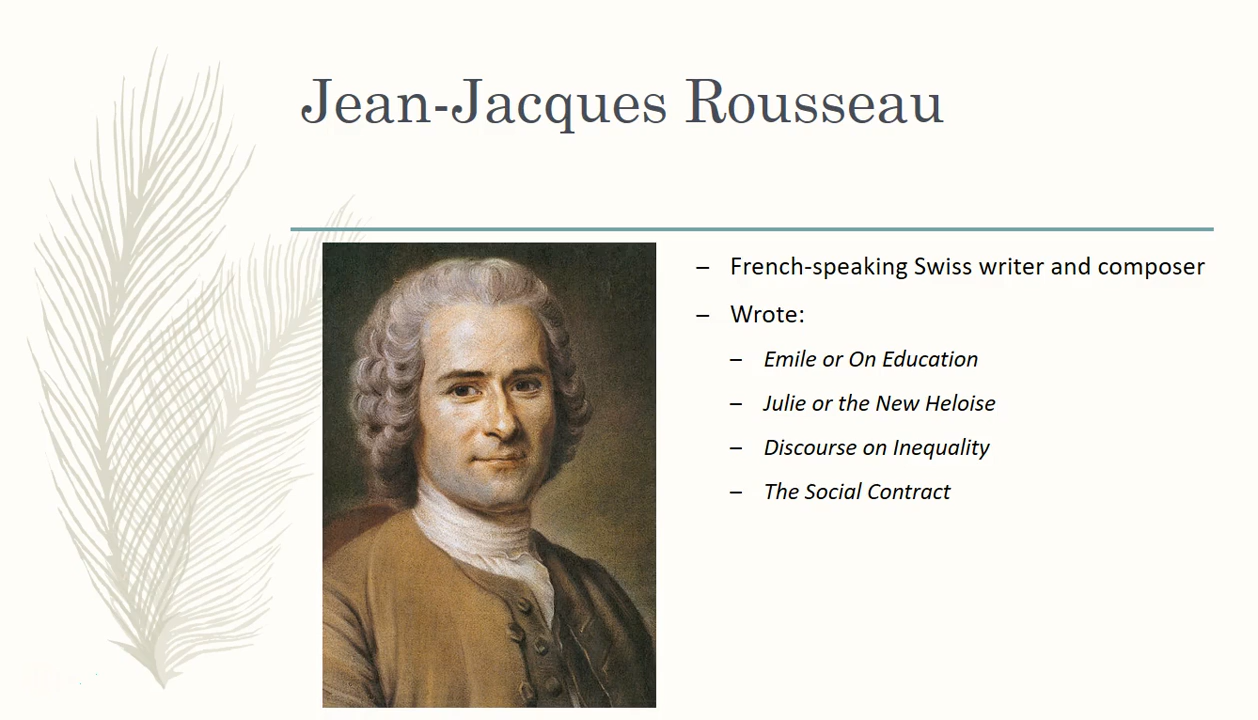 Jean-Jacques Rousseau
– French-speaking Swiss writer and composer
– Wrote:
– Emile or On Education
– Julie or the New Heloise
– Discourse on Inequality
– The Social Contract